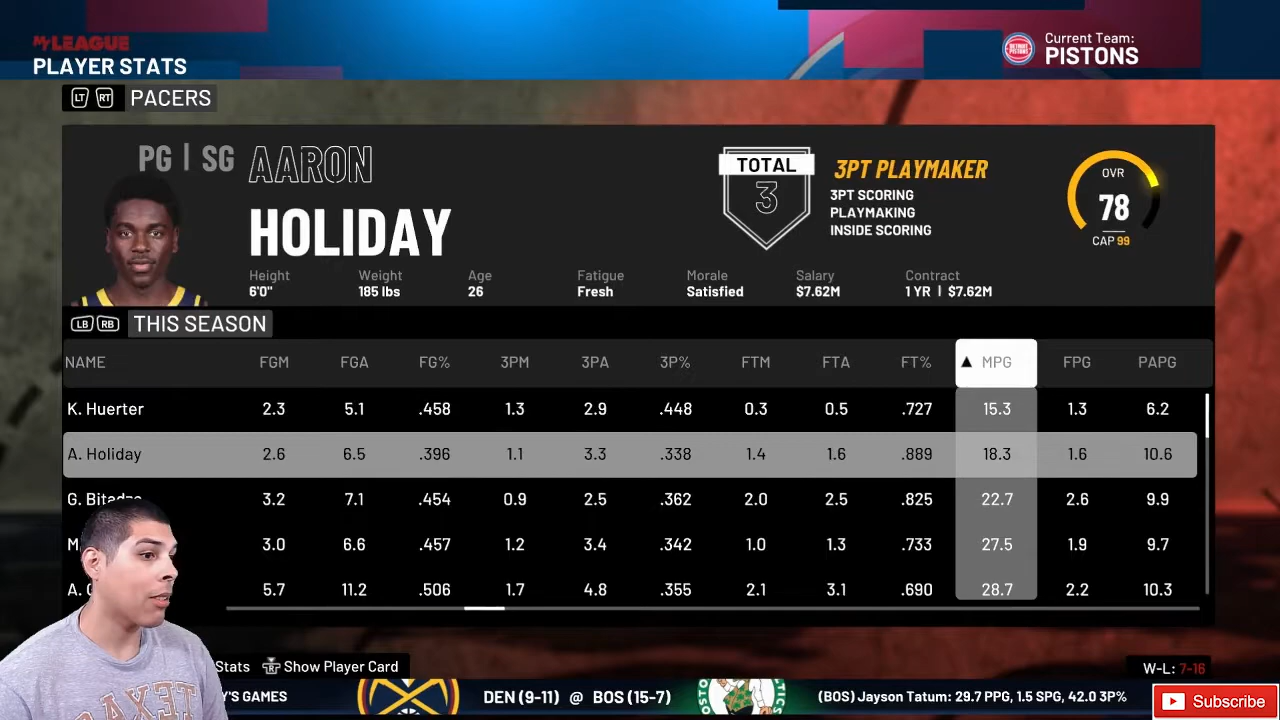 MyLEAGUE
PLAYER STATS
DETROIT PISTONS
Current Team:
PISTONS
LT RT PACERS
PG | SG AARON
HOLIDAY
TOTAL
3
3PT PLAYMAKER
3PT SCORING
PLAYMAKING
INSIDE SCORING
OVR
78
CAP 99
Height Weight Age Fatigue Morale Salary Contract
6'0" 185 lbs 26 Fresh Satisfied $7.62M 1 YR | $7.62M
LB RB THIS SEASON
NAME FGM FGA FG% 3PM 3PA 3P% FTM FTA FT% ▲ MPG FPG PAPG
K. Huerter 2.3 5.1 .458 1.3 2.9 .448 0.3 0.5 .727 15.3 1.3 6.2
A. Holiday 2.6 6.5 .396 1.1 3.3 .338 1.4 1.6 .889 18.3 1.6 10.6
G. Bitadze 3.2 7.1 .454 0.9 2.5 .362 2.0 2.5 .825 22.7 2.6 9.9
M. 3.0 6.6 .457 1.2 3.4 .342 1.0 1.3 .733 27.5 1.9 9.7
A. 5.7 11.2 .506 1.7 4.8 .355 2.1 3.1 .690 28.7 2.2 10.3
Stats R Show Player Card
W-L: 7-16
Y'S GAMES DEN (9-11) @ BOS (15-7) (BOS) Jayson Tatum: 29.7 PPG, 1.5 SPG, 42.0 3P%
Subscribe